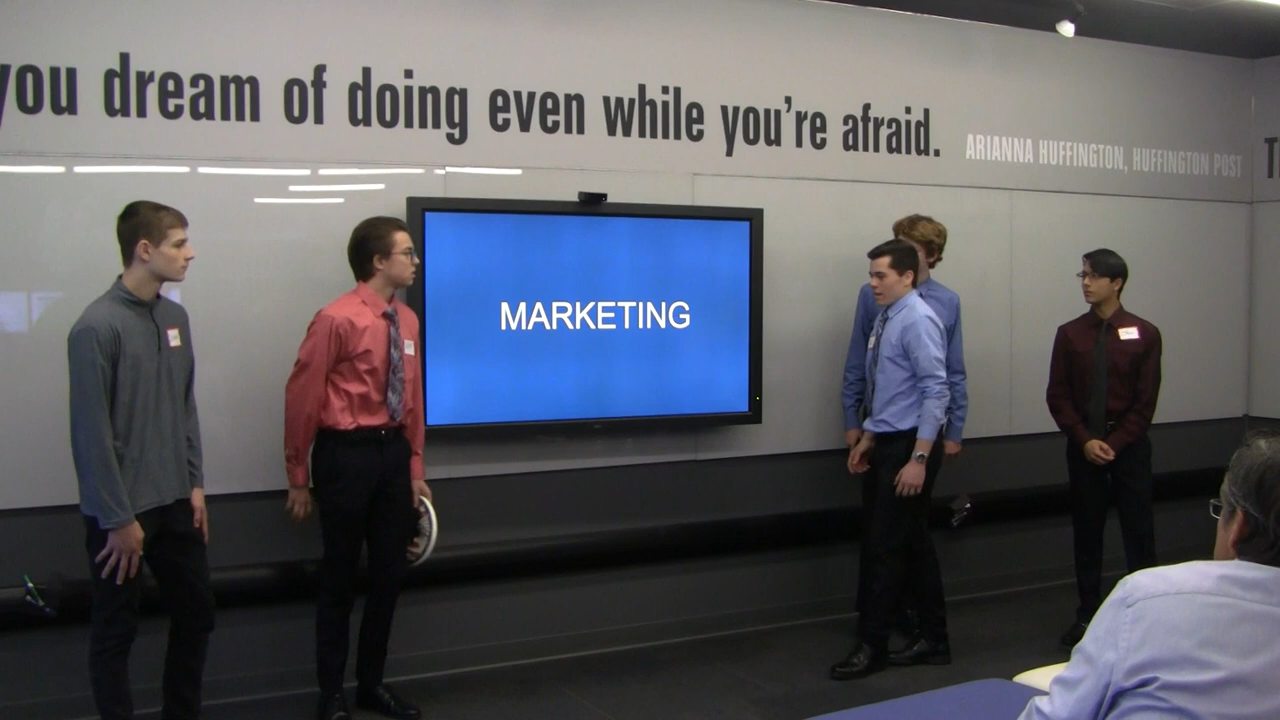 you dream of doing even while you're afraid.
ARIANNA HUFFINGTON, HUFFINGTON POST
MARKETING